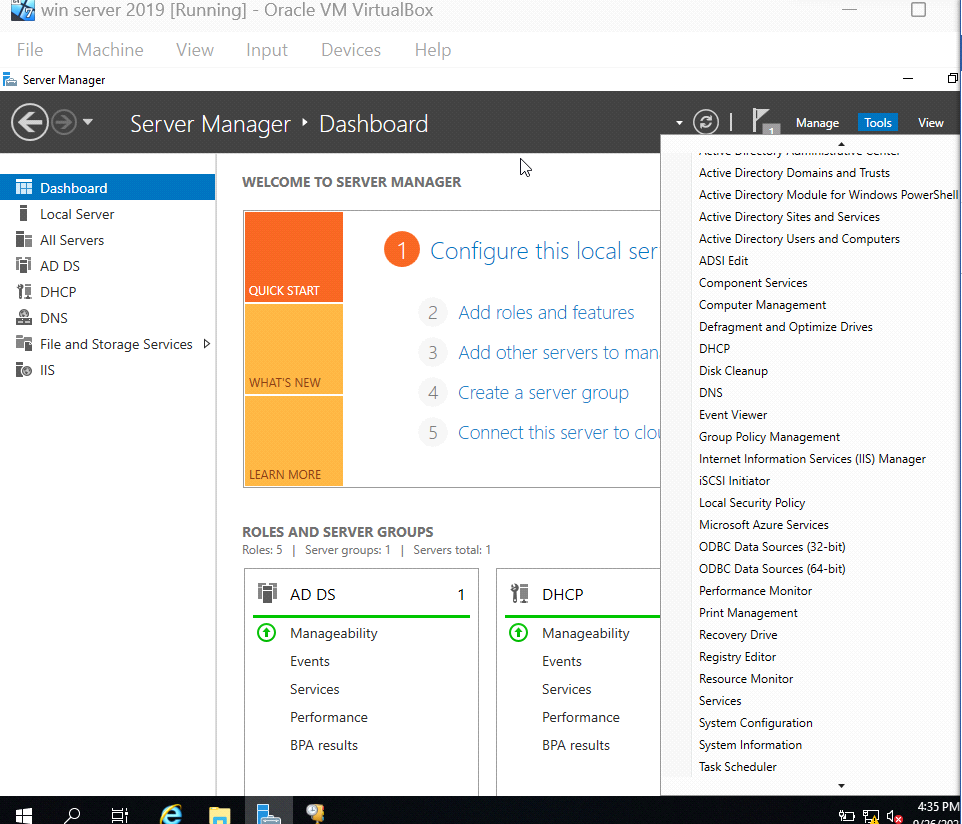 win server 2019 [Running] - Oracle VM VirtualBox
File Machine View Input Devices Help
Server Manager
Server Manager Dashboard
1 Manage Tools View
Dashboard
Local Server
All Servers
AD DS
DHCP
DNS
File and Storage Services
IIS
WELCOME TO SERVER MANAGER
QUICK START
WHAT'S NEW
LEARN MORE
1 Configure this local ser
2 Add roles and features
3 Add other servers to man
4 Create a server group
5 Connect this server to clou
ROLES AND SERVER GROUPS
Roles: 5 | Server groups: 1 | Servers total: 1
AD DS 1
Manageability
Events
Services
Performance
BPA results
DHCP
Manageability
Events
Services
Performance
BPA results
Active Directory Administrative Center
Active Directory Domains and Trusts
Active Directory Module for Windows PowerShell
Active Directory Sites and Services
Active Directory Users and Computers
ADSI Edit
Component Services
Computer Management
Defragment and Optimize Drives
DHCP
Disk Cleanup
DNS
Event Viewer
Group Policy Management
Internet Information Services (IIS) Manager
iSCSI Initiator
Local Security Policy
Microsoft Azure Services
ODBC Data Sources (32-bit)
ODBC Data Sources (64-bit)
Performance Monitor
Print Management
Recovery Drive
Registry Editor
Resource Monitor
Services
System Configuration
System Information
Task Scheduler
4:35 PM